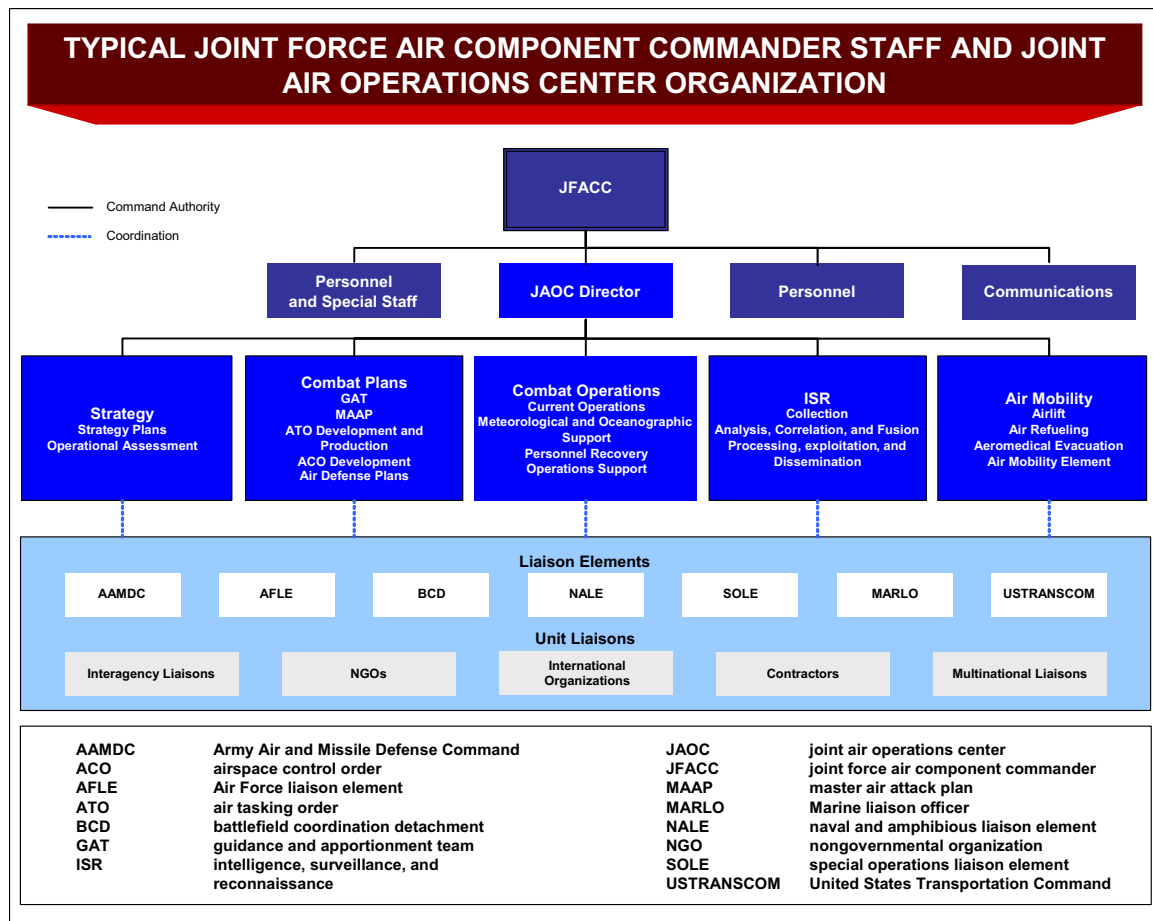 TYPICAL JOINT FORCE AIR COMPONENT COMMANDER STAFF AND JOINT
AIR OPERATIONS CENTER ORGANIZATION
JFACC
Command Authority
Coordination
Personnel
and Special Staff
JAOC Director
Personnel
Communications
Strategy
Strategy Plans
Operational Assessment
Combat Plans
GAT
MAAP
ATO Development and
Production
ACO Development
Air Defense Plans
Combat Operations
Current Operations
Meteorological and Oceanographic
Support
Personnel Recovery
Operations Support
ISR
Collection
Analysis, Correlation, and Fusion
Processing, exploitation, and
Dissemination
Air Mobility
Airlift
Air Refueling
Aeromedical Evacuation
Air Mobility Element
Liaison Elements
AAMDC
AFLE
BCD
NALE
SOLE
MARLO
USTRANSCOM
Unit Liaisons
Interagency Liaisons
NGOs
International
Organizations
Contractors
Multinational Liaisons
AAMDC Army Air and Missile Defense Command
ACO airspace control order
AFLE Air Force liaison element
ATO air tasking order
BCD battlefield coordination detachment
GAT guidance and apportionment team
ISR intelligence, surveillance, and
reconnaissance
JAOC joint air operations center
JFACC joint force air component commander
MAAP master air attack plan
MARLO Marine liaison officer
NALE naval and amphibious liaison element
NGO nongovernmental organization
SOLE special operations liaison element
USTRANSCOM United States Transportation Command